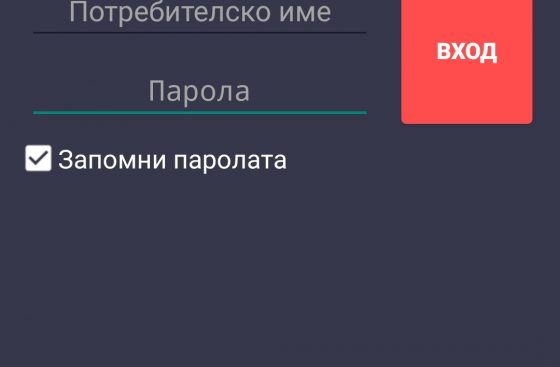 Потребителско име
ВХОД
Парола
Запомни паролата